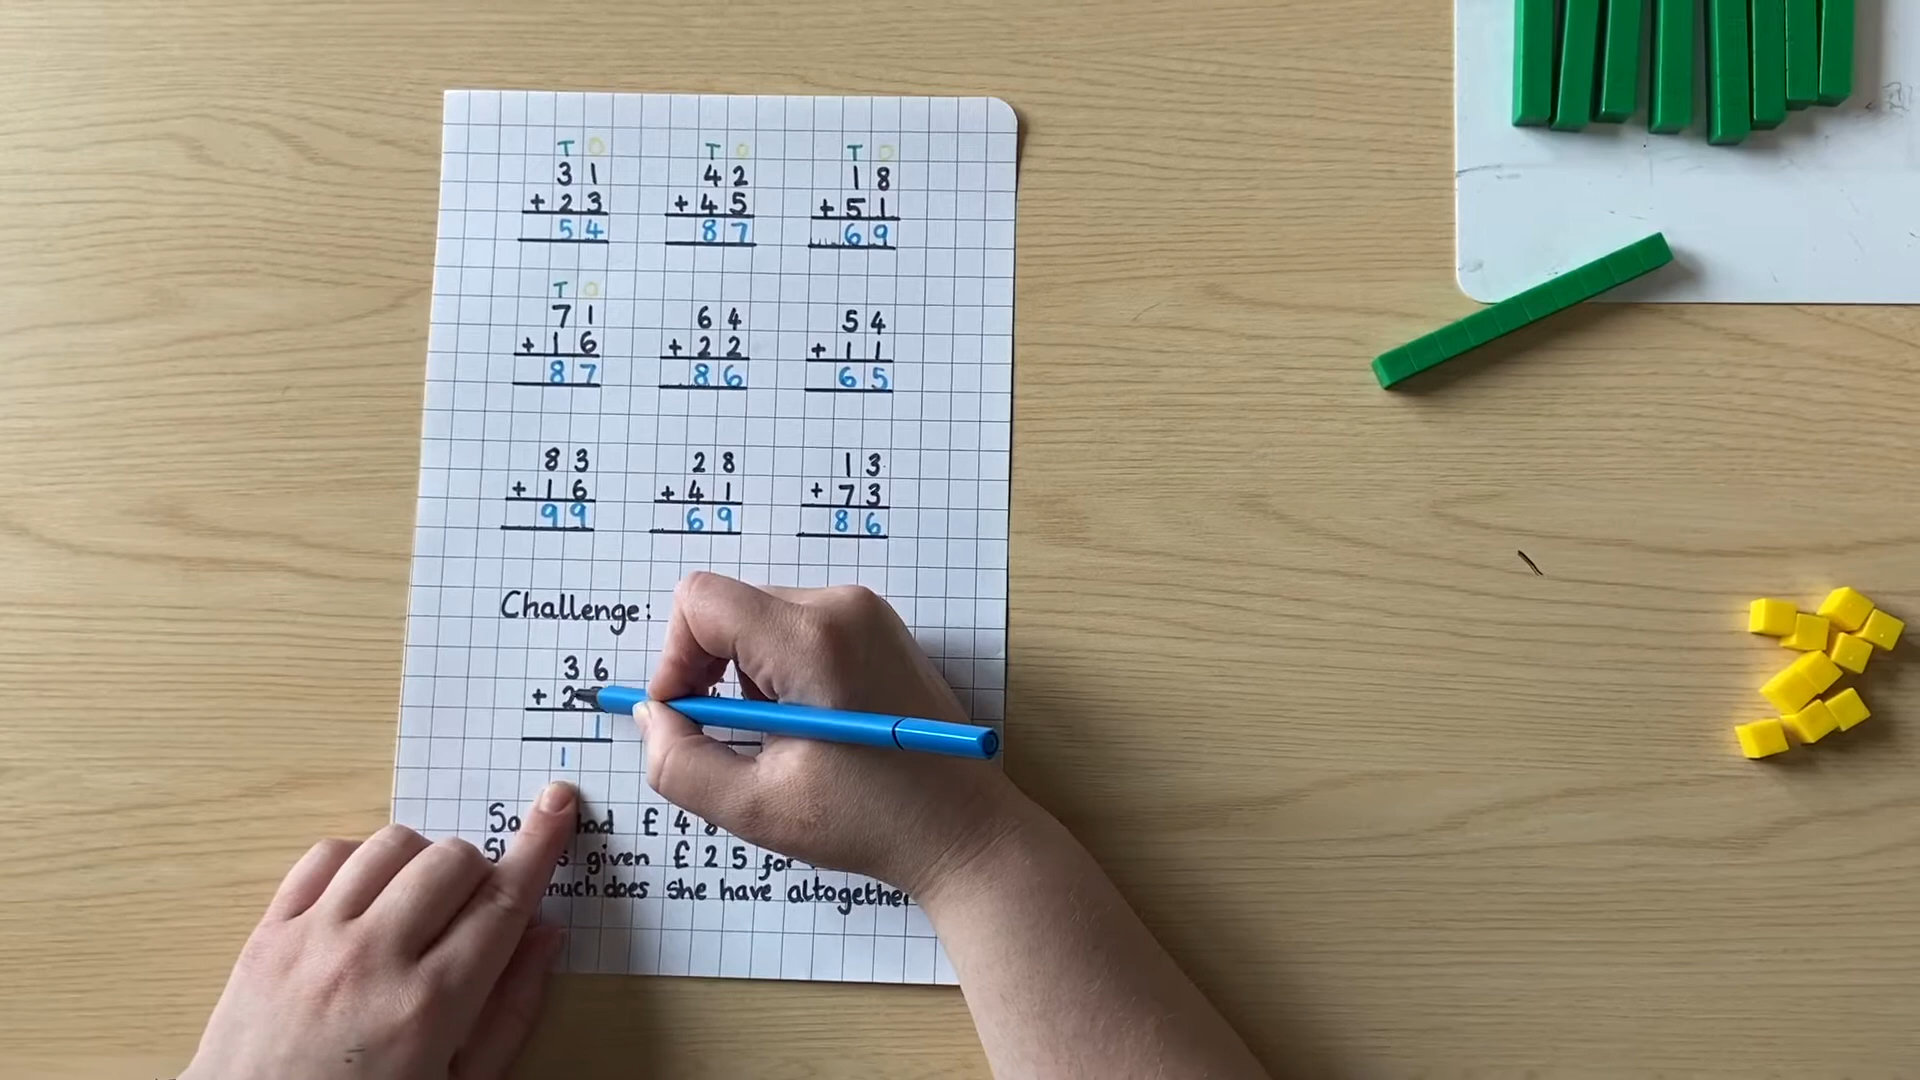 T O T O T O
3 1 4 2 1 8
+ 2 3 + 4 5 + 5 1
5 4 8 7 6 9
T O
7 1 6 4 5 4
+ 1 6 + 2 2 + 1 1
8 7 8 6 6 5
8 3 2 8 1 3
+ 1 6 + 4 1 + 7 3
9 9 6 9 8 6
Challenge:
3 6
+ 2
1
1
£ 4 8
given £ 2 5 for
much does she have altogether